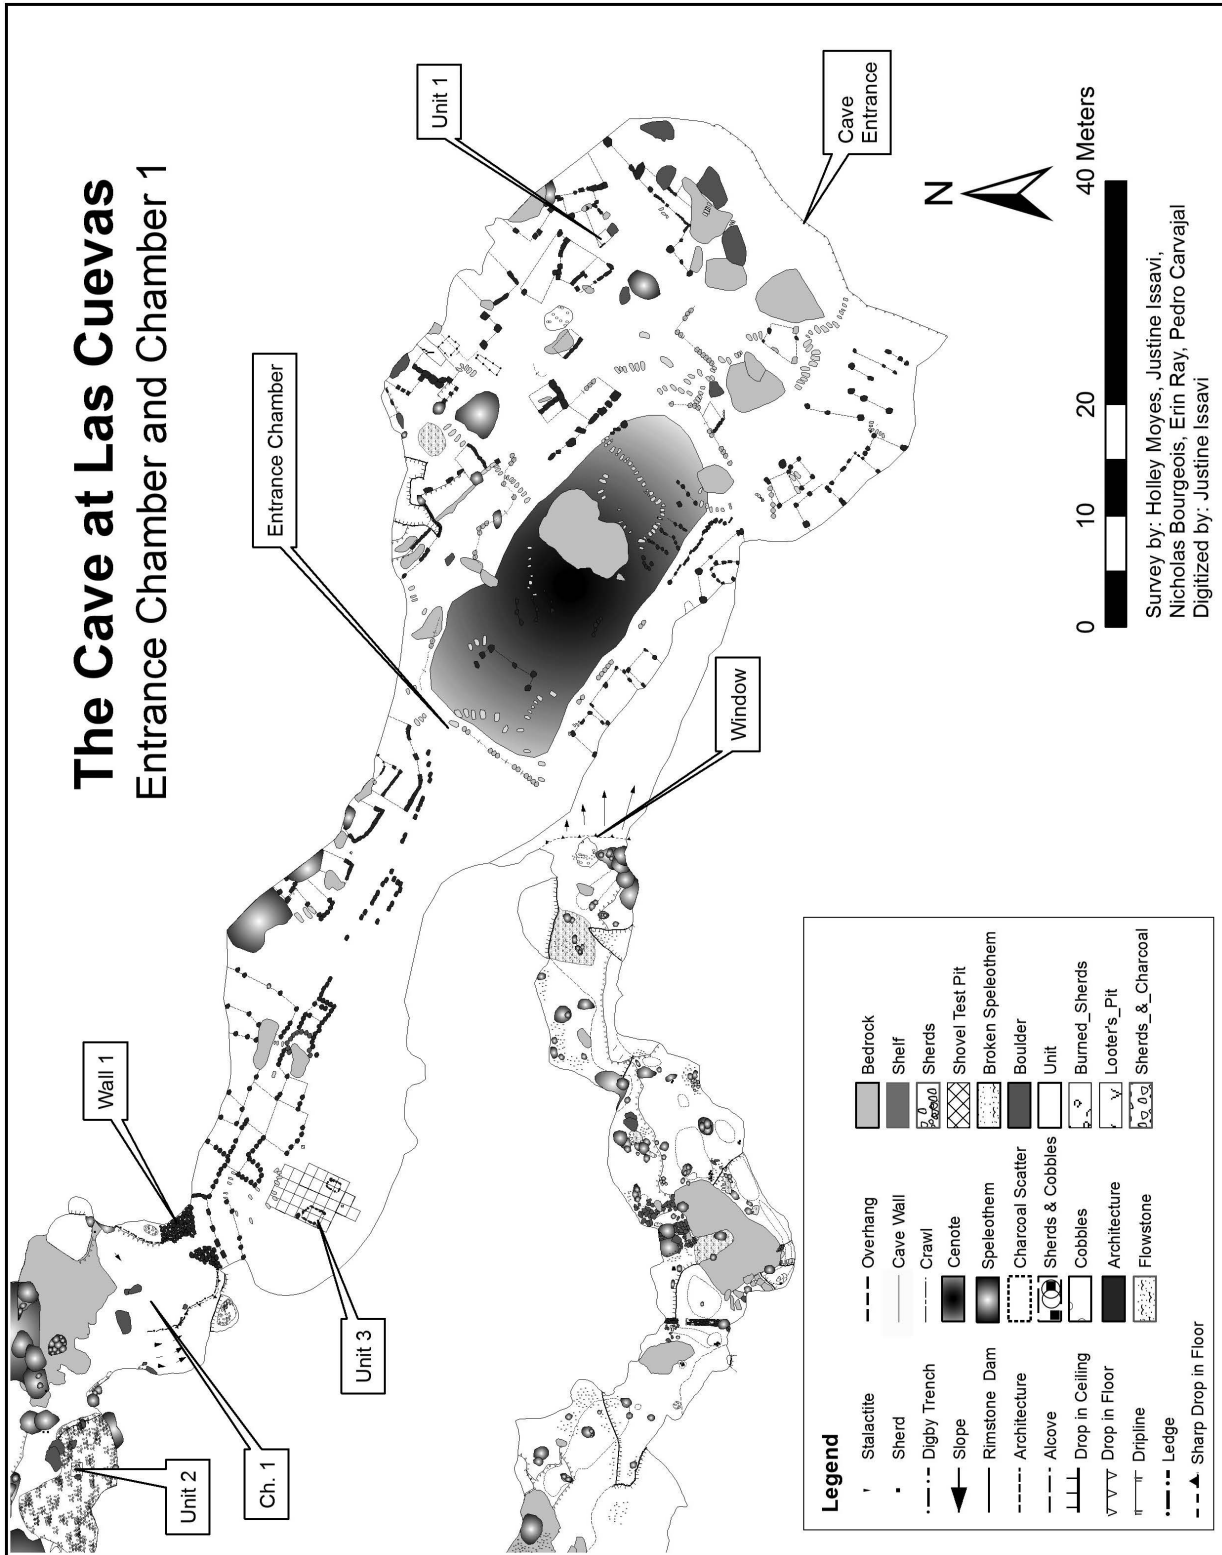 The Cave at Las Cuevas
Entrance Chamber and Chamber 1
Unit 1
Cave
Entrance
Entrance Chamber
Window
Wall 1
Unit 3
Unit 2
Ch. 1
N
0
10
20
40 Meters
Survey by: Holley Moyes, Justine Issavi,
Nicholas Bourgeois, Erin Ray, Pedro Carvajal
Digitized by: Justine Issavi
Legend
Stalactite
Sherd
Digby Trench
Slope
Rimstone Dam
Architecture
Alcove
Drop in Ceiling
Drop in Floor
Dripline
Ledge
Sharp Drop in Floor
Overhang
Cave Wall
Crawl
Cenote
Speleothem
Charcoal Scatter
Sherds & Cobbles
Cobbles
Architecture
Flowstone
Bedrock
Shelf
Sherds
Shovel Test Pit
Broken Speleothem
Boulder
Unit
Burned_Sherds
Looter's_Pit
Sherds_&_Charcoal